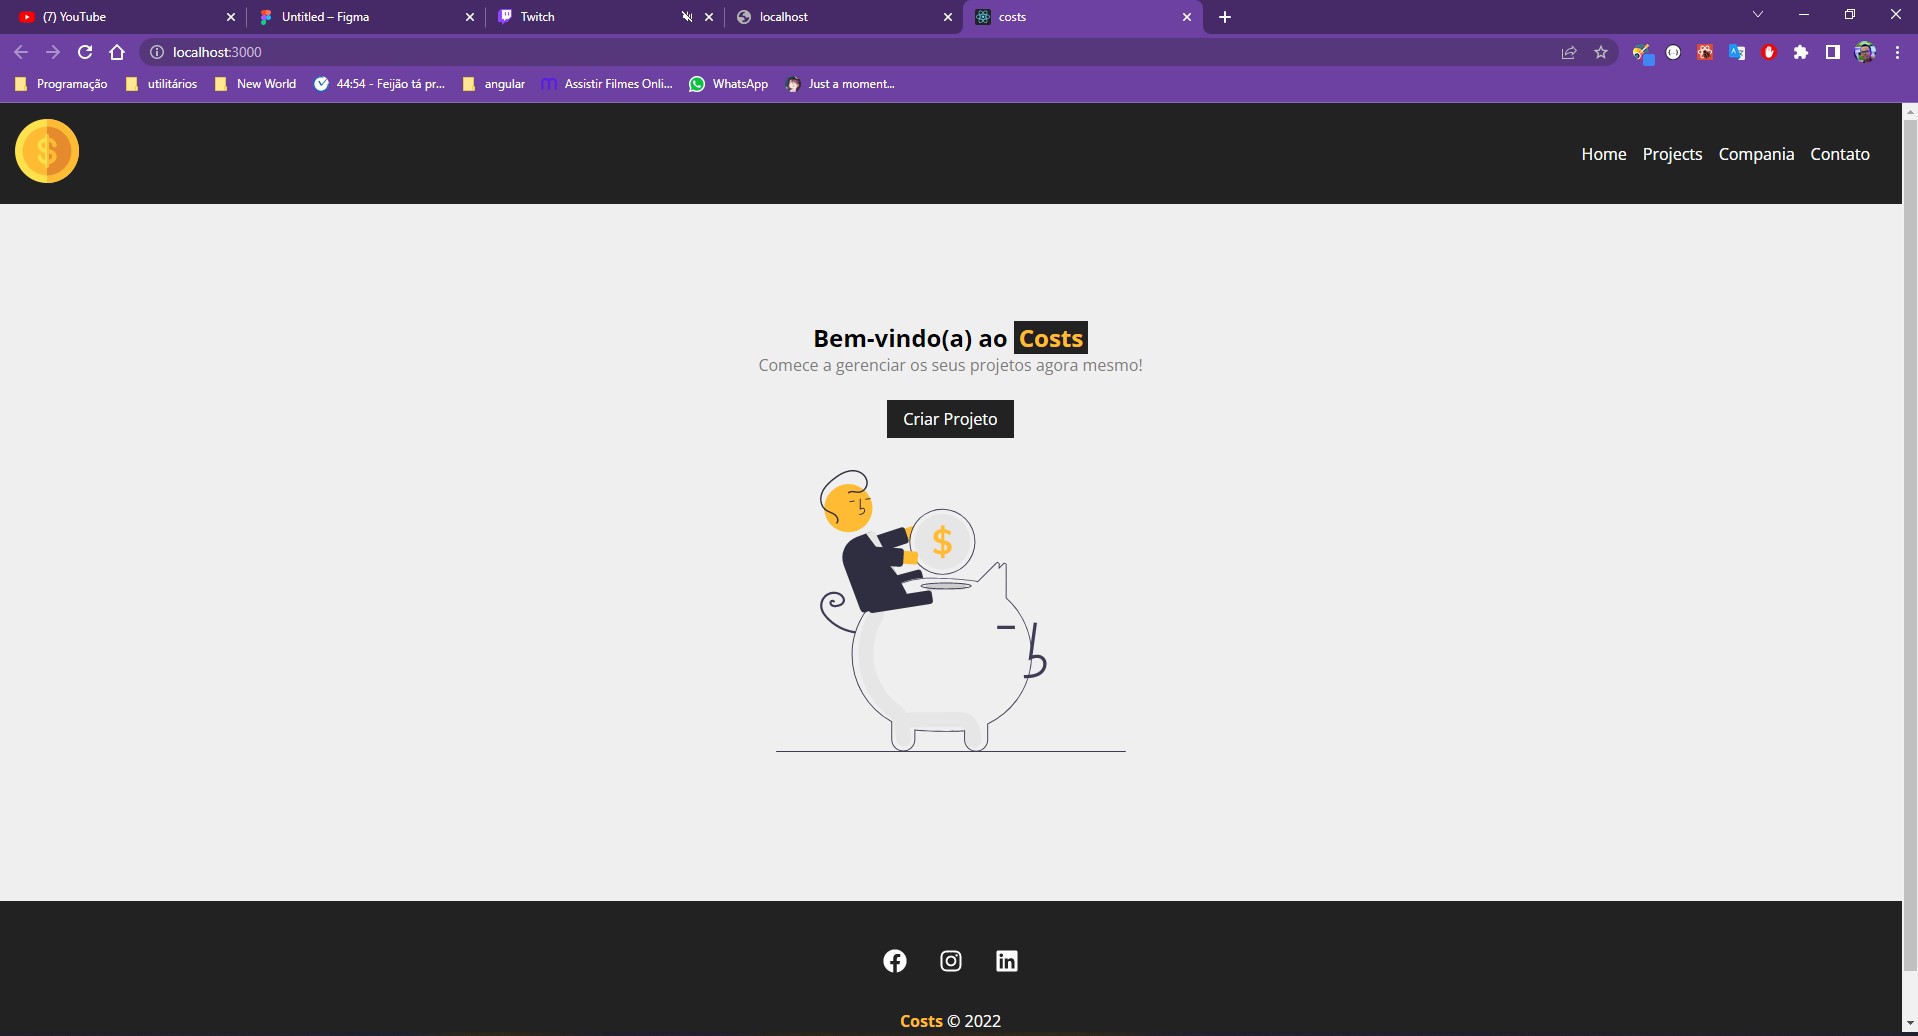 (7) YouTube
Untitled – Figma
Twitch
localhost
costs
localhost:3000
Programação
utilitários
New World
44:54 - Feijão tá pr...
angular
Assistir Filmes Onli...
WhatsApp
Just a moment...
$
Home Projects Compania Contato
Bem-vindo(a) ao Costs
Comece a gerenciar os seus projetos agora mesmo!
Criar Projeto
$
Costs © 2022